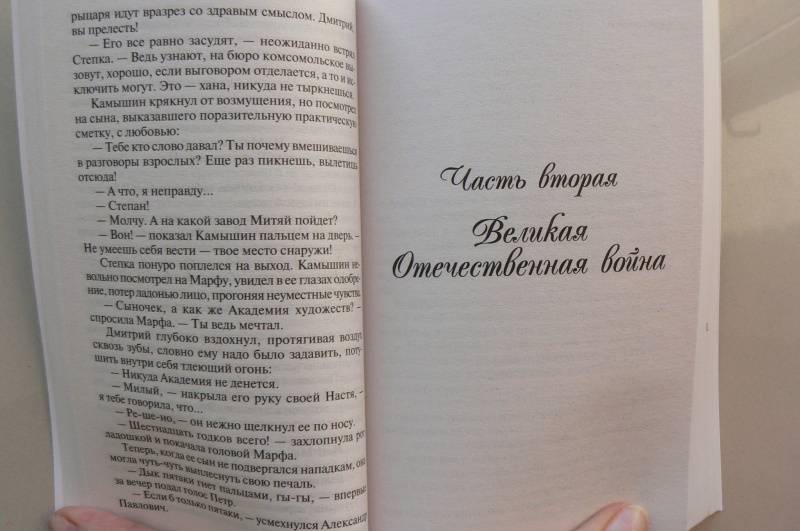 рыцаря идут вразрез со здравым смыслом. Дмитрий,
вы прелесть!
— Его все равно засудят, — неожиданно встрял
Степка. — Ведь узнают, на бюро комсомольское вы-
зовут, хорошо, если выговором отделается, а то и ис-
ключить могут. Это — хана, никуда не тыркнешься.
Камышин крякнул от возмущения, но посмотрел
на сына, выказавшего поразительную практическую
сметку, с любовью:
— Тебе кто слово давал? Ты почему вмешиваешься
в разговоры взрослых? Еще раз пикнешь, вылетишь
отсюда!
— А что, я неправду...
— Степан!
— Молчу. А на какой завод Митяй пойдет?
— Вон! — показал Камышин пальцем на дверь. —
Не умеешь себя вести — твое место снаружи!
Степка понуро поплелся на выход. Камышин не-
вольно посмотрел на Марфу, увидел в ее глазах одобре-
ние, потер ладонью лицо, прогоняя неуместные чувства.
— Сыночек, а как же Академия художеств? —
спросила Марфа. — Ты ведь мечтал.
Дмитрий глубоко вздохнул, протягивая воздух
сквозь зубы, словно ему надо было задавить, поту-
шить внутри себя тлеющий огонь:
— Никуда Академия не денется.
— Милый, — накрыла его руку своей Настя, —
я тебе говорила, что...
— Ре-ше-но, — он нежно щелкнул ее по носу.
— Шестнадцать годков всего! — захлопнула рот
ладошкой и покачала головой Марфа.
Теперь, когда ее сын не подвергался нападкам, она
могла чуть-чуть выплеснуть свою печаль.
— Дык пятаки гнет пальцами, гы-гы, — впервые
за вечер подал голос Петр.
— Если б только пятаки, — усмехнулся Александр
Павлович.
Часть вторая
Великая
Отечественная война